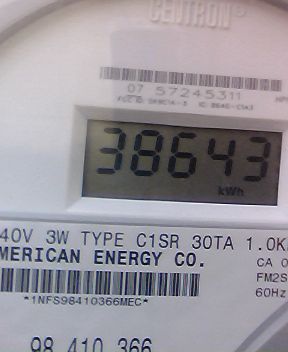 CENTRON®
07 57245311
38643
kWh
40V 3W TYPE C1SR 30TA 1.0K
MERICAN ENERGY CO.
CA 0
FM2S
60Hz
*1NFS98410366MEC*
98 410 366